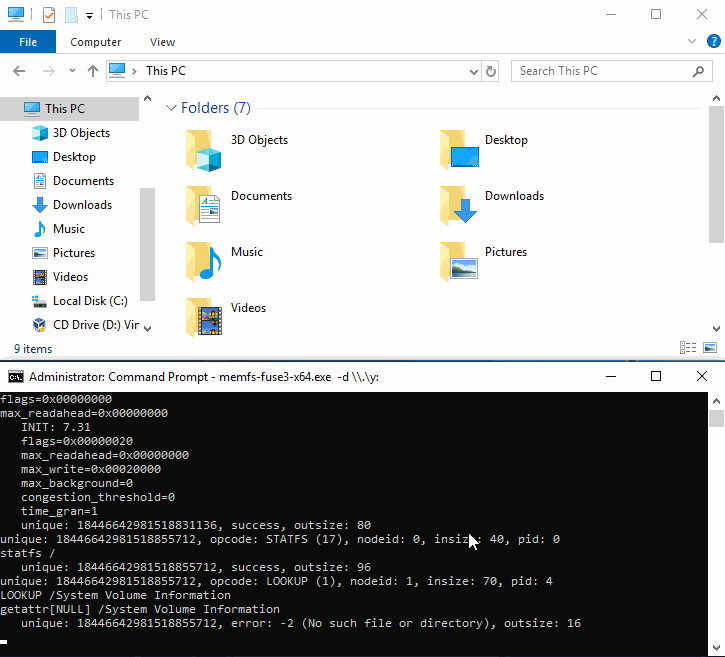 This PC
File Computer View
This PC
Search This PC
This PC
3D Objects
Desktop
Documents
Downloads
Music
Pictures
Videos
Local Disk (C:)
CD Drive (D:) Vir
Folders (7)
3D Objects
Desktop
Documents
Downloads
Music
Pictures
Videos
9 items
Administrator: Command Prompt - memfs-fuse3-x64.exe -d \\.\y:
flags=0x00000000
max_readahead=0x00000000
INIT: 7.31
flags=0x00000020
max_readahead=0x00000000
max_write=0x00020000
max_background=0
congestion_threshold=0
time_gran=1
unique: 18446642981518831136, success, outsize: 80
unique: 18446642981518855712, opcode: STATFS (17), nodeid: 0, insize: 40, pid: 0
statfs /
unique: 18446642981518855712, success, outsize: 96
unique: 18446642981518855712, opcode: LOOKUP (1), nodeid: 1, insize: 70, pid: 4
LOOKUP /System Volume Information
getattr[NULL] /System Volume Information
unique: 18446642981518855712, error: -2 (No such file or directory), outsize: 16